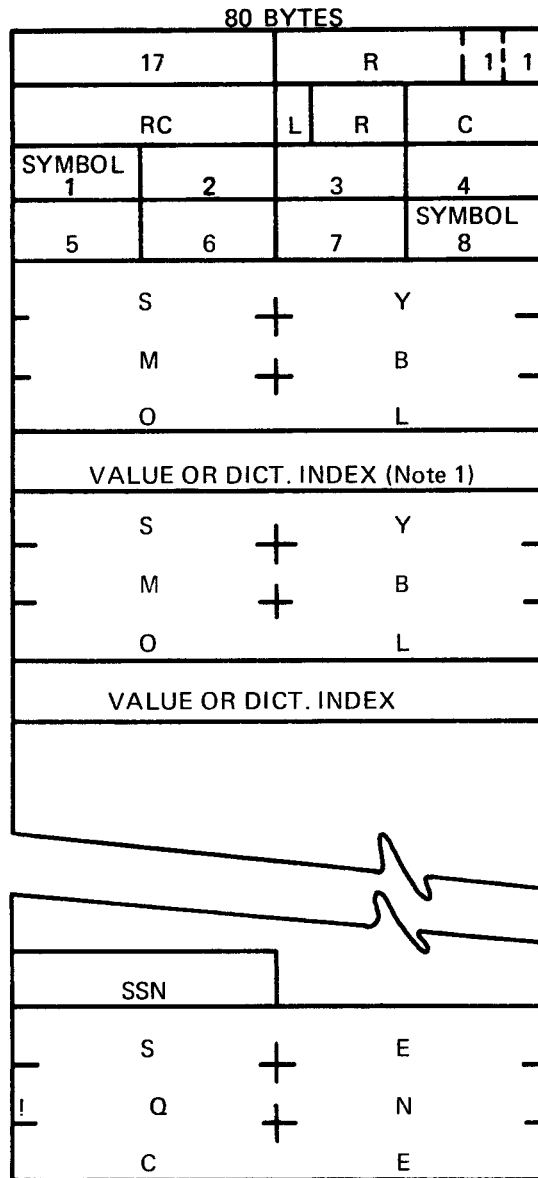 80 BYTES
17 R 1 1
RC L R C
SYMBOL
1 2 3 4
SYMBOL
5 6 7 8
S Y
M B
O L
VALUE OR DICT. INDEX (Note 1)
S Y
M B
O L
VALUE OR DICT. INDEX
SSN
S E
! Q N
C E